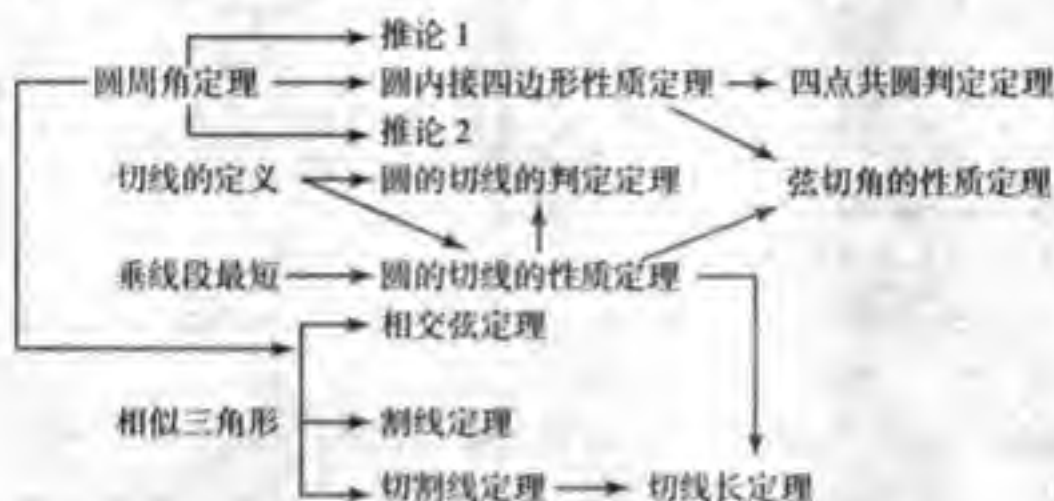 推论 1
圆周角定理 圆内接四边形性质定理 四点共圆判定定理
推论 2
切线的定义 圆的切线的判定定理 弦切角的性质定理
垂线段最短 圆的切线的性质定理
相交弦定理
相似三角形 割线定理
切割线定理 切线长定理